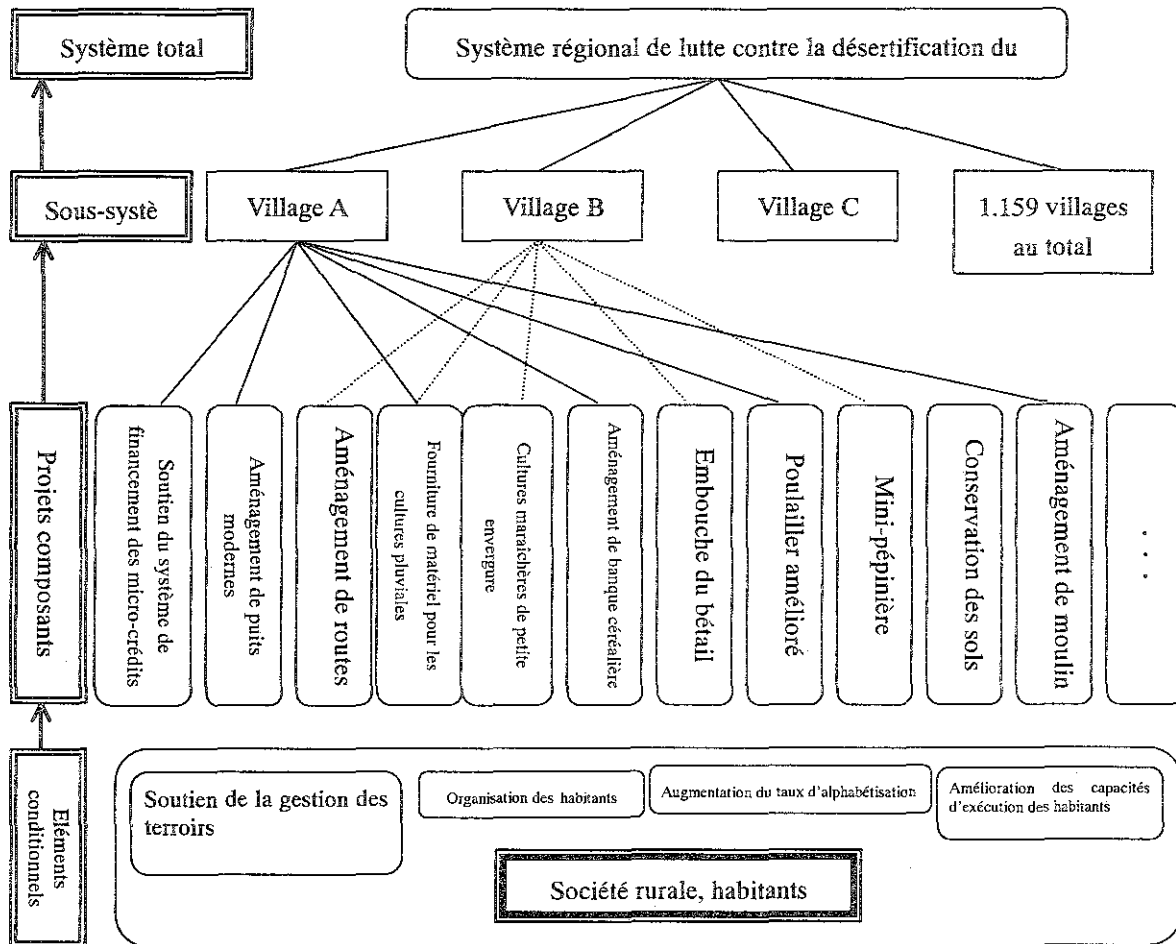 Système total
Système régional de lutte contre la désertification du
Sous-systè
Village A
Village B
Village C
1.159 villages
au total
Projets composants
Soutien du système de
financement des micro-crédits
Aménagement de puits
modernes
Aménagement de routes
Fourniture de matériel pour les
cultures pluviales
Cultures maraichères de petite
envergure
Aménagement de banque céréalière
Embouche du bétail
Poulailler amélioré
Mini-pépinière
Conservation des sols
Aménagement de moulin
. . .
Eléments
conditionnels
Soutien de la gestion des
terroirs
Organisation des habitants
Augmentation du taux d'alphabétisation
Amélioration des capacités
d'exécution des habitants
Société rurale, habitants